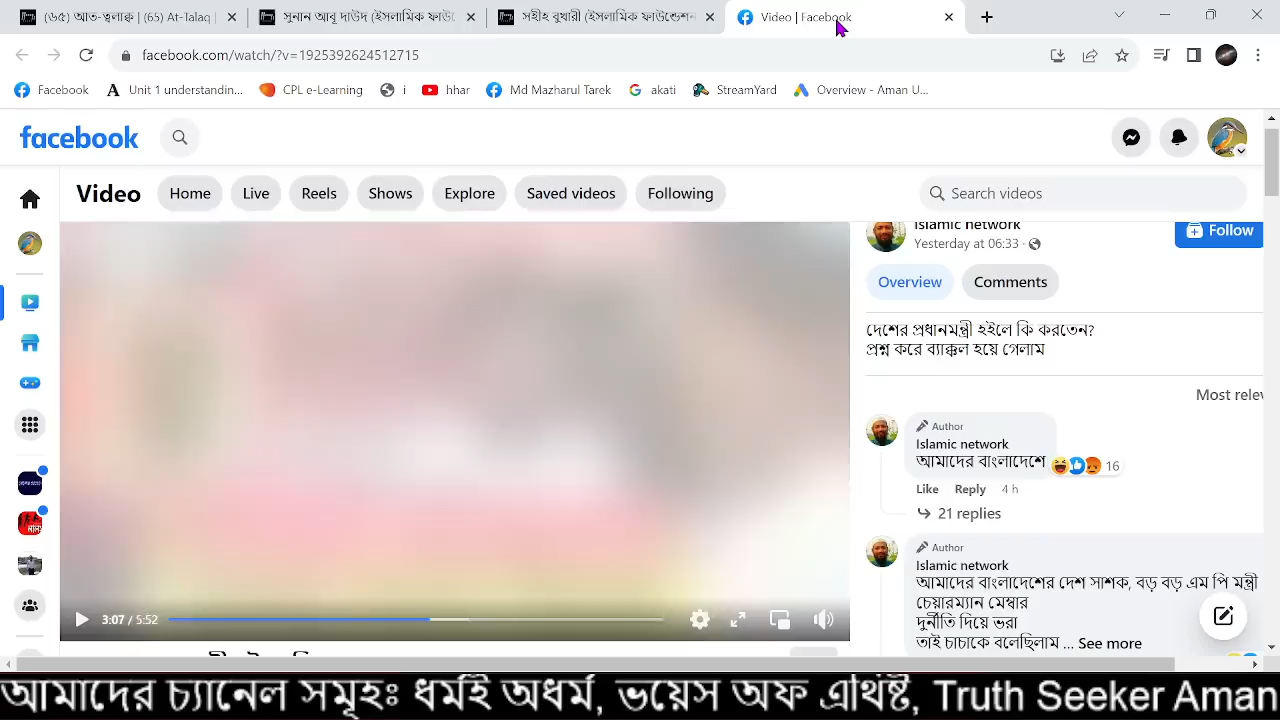 (৬৫) আত-ত্বলাক্ব | (65) At-Talaq |
সুনান আবূ দাউদ (ইসলামিক ফাউ
সহীহ বুখারী (ইসলামিক ফাউন্ডেশন
Video | Facebook
facebook.com/watch/?v=1925392624512715
Facebook
Unit 1 understandin...
CPL e-Learning
i
hhar
Md Mazharul Tarek
akati
StreamYard
Overview - Aman U...
facebook
Video
Home
Live
Reels
Shows
Explore
Saved videos
Following
Search videos
Islamic network
Yesterday at 06:33 ·
Follow
Overview
Comments
দেশের প্রধানমন্ত্রী হইলে কি করতেন?
প্রশ্ন করে ব্যাক্কল হয়ে গেলাম
Most rele
Author
Islamic network
আমাদের বাংলাদেশে
16
Like Reply 4 h
21 replies
Author
Islamic network
আমাদের বাংলাদেশের দেশ সাশক, বড় বড় এম পি মন্ত্রী
চেয়ারম্যান মেম্বার
দুর্নীতি দিয়ে ভরা
তাই চাচাকে বলেছিলাম ... See more
3:07 / 5:52
আমাদের চ্যানেল সমূহঃ ধর্মই অধর্ম, ভয়েস অফ এথিষ্ট, Truth Seeker Aman